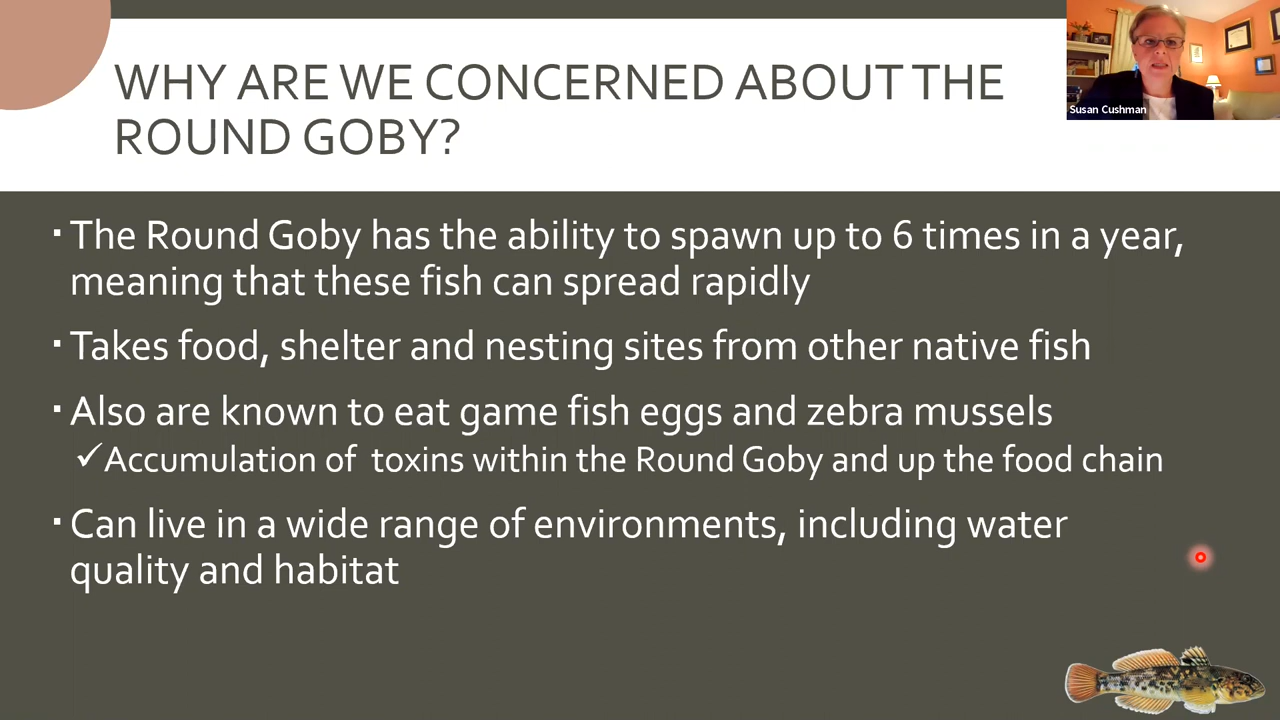 WHY ARE WE CONCERNED ABOUT THE
ROUND GOBY?
Susan Cushman
▪ The Round Goby has the ability to spawn up to 6 times in a year,
meaning that these fish can spread rapidly
▪ Takes food, shelter and nesting sites from other native fish
▪ Also are known to eat game fish eggs and zebra mussels
✓Accumulation of toxins within the Round Goby and up the food chain
▪ Can live in a wide range of environments, including water
quality and habitat